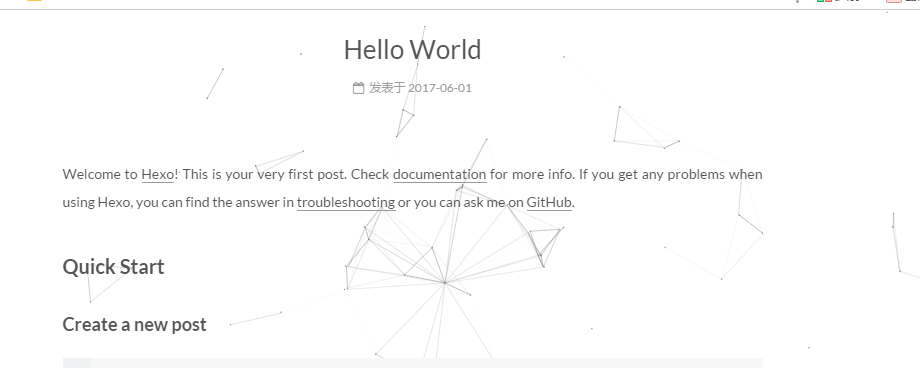 Hello World
发表于 2017-06-01
Welcome to Hexo! This is your very first post. Check documentation for more info. If you get any problems when
using Hexo, you can find the answer in troubleshooting or you can ask me on GitHub.
Quick Start
Create a new post